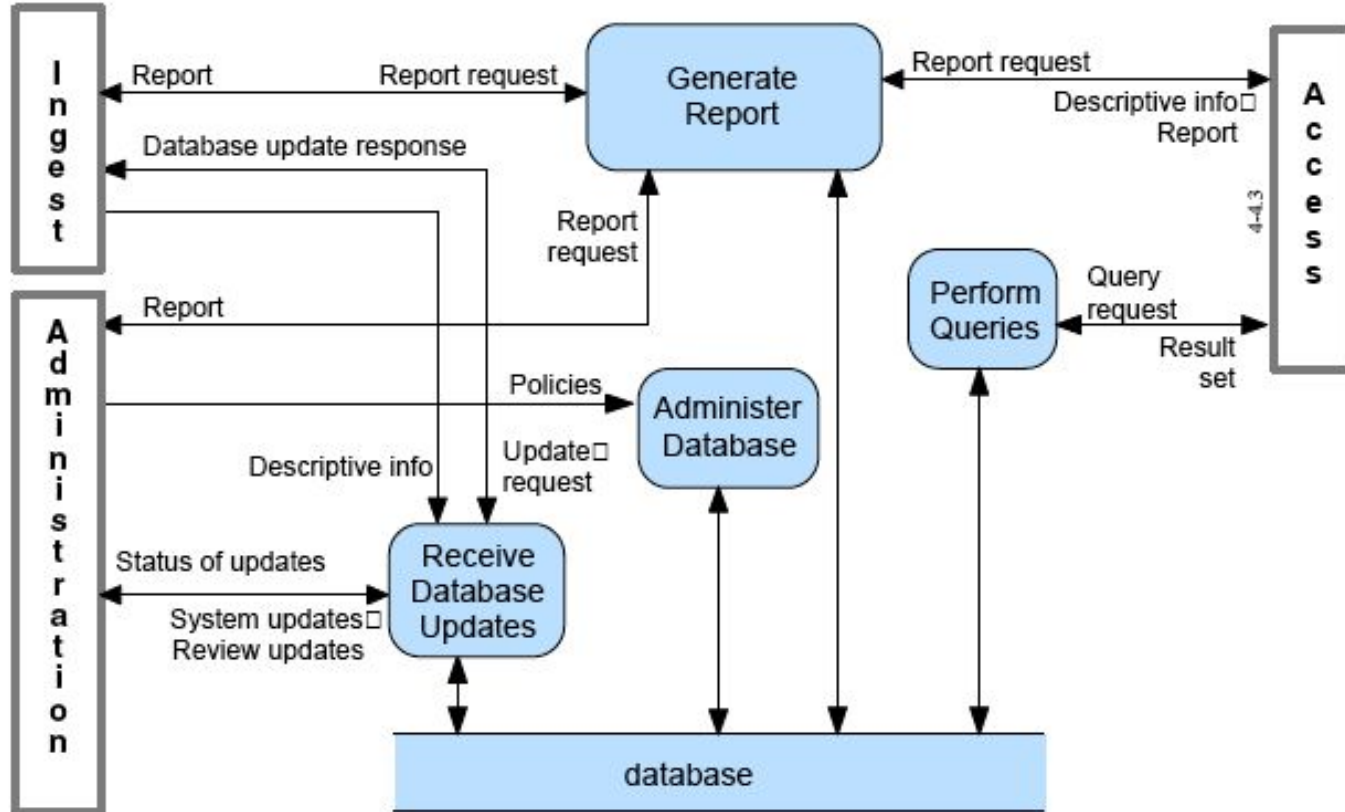 Ingest
Report
Report request
Generate
Report
Report request
Descriptive info□
Report
Access
4-4.3
Database update response
Report
request
Administration
Report
Perform
Queries
Query
request
Result
set
Policies
Administer
Database
Descriptive info
Update□
request
Receive
Database
Updates
Status of updates
System updates□
Review updates
database